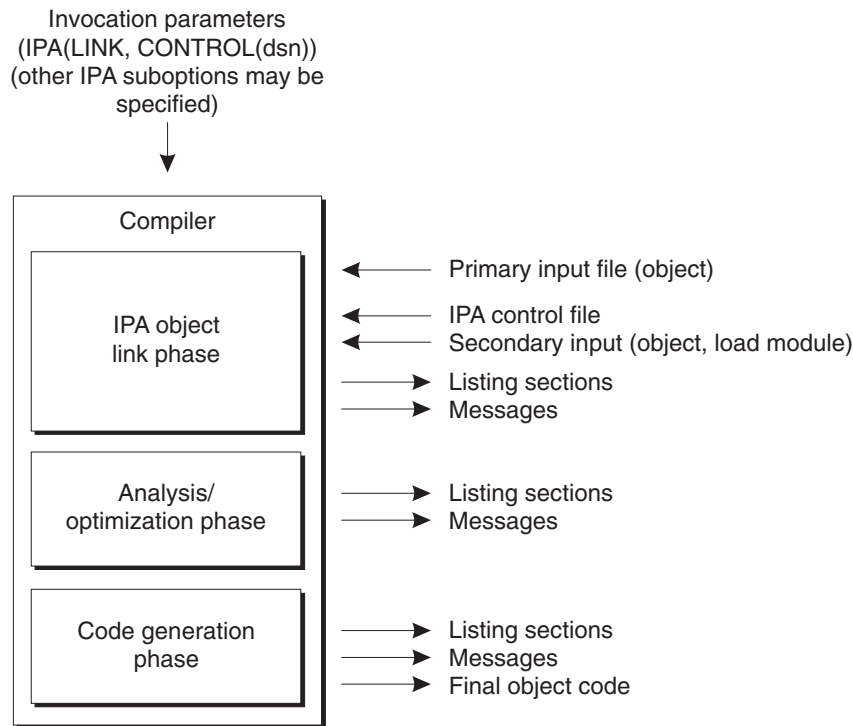 Invocation parameters
(IPA(LINK, CONTROL(dsn))
(other IPA suboptions may be
specified)
Compiler
IPA object
link phase
Primary input file (object)
IPA control file
Secondary input (object, load module)
Listing sections
Messages
Analysis/
optimization phase
Listing sections
Messages
Code generation
phase
Listing sections
Messages
Final object code